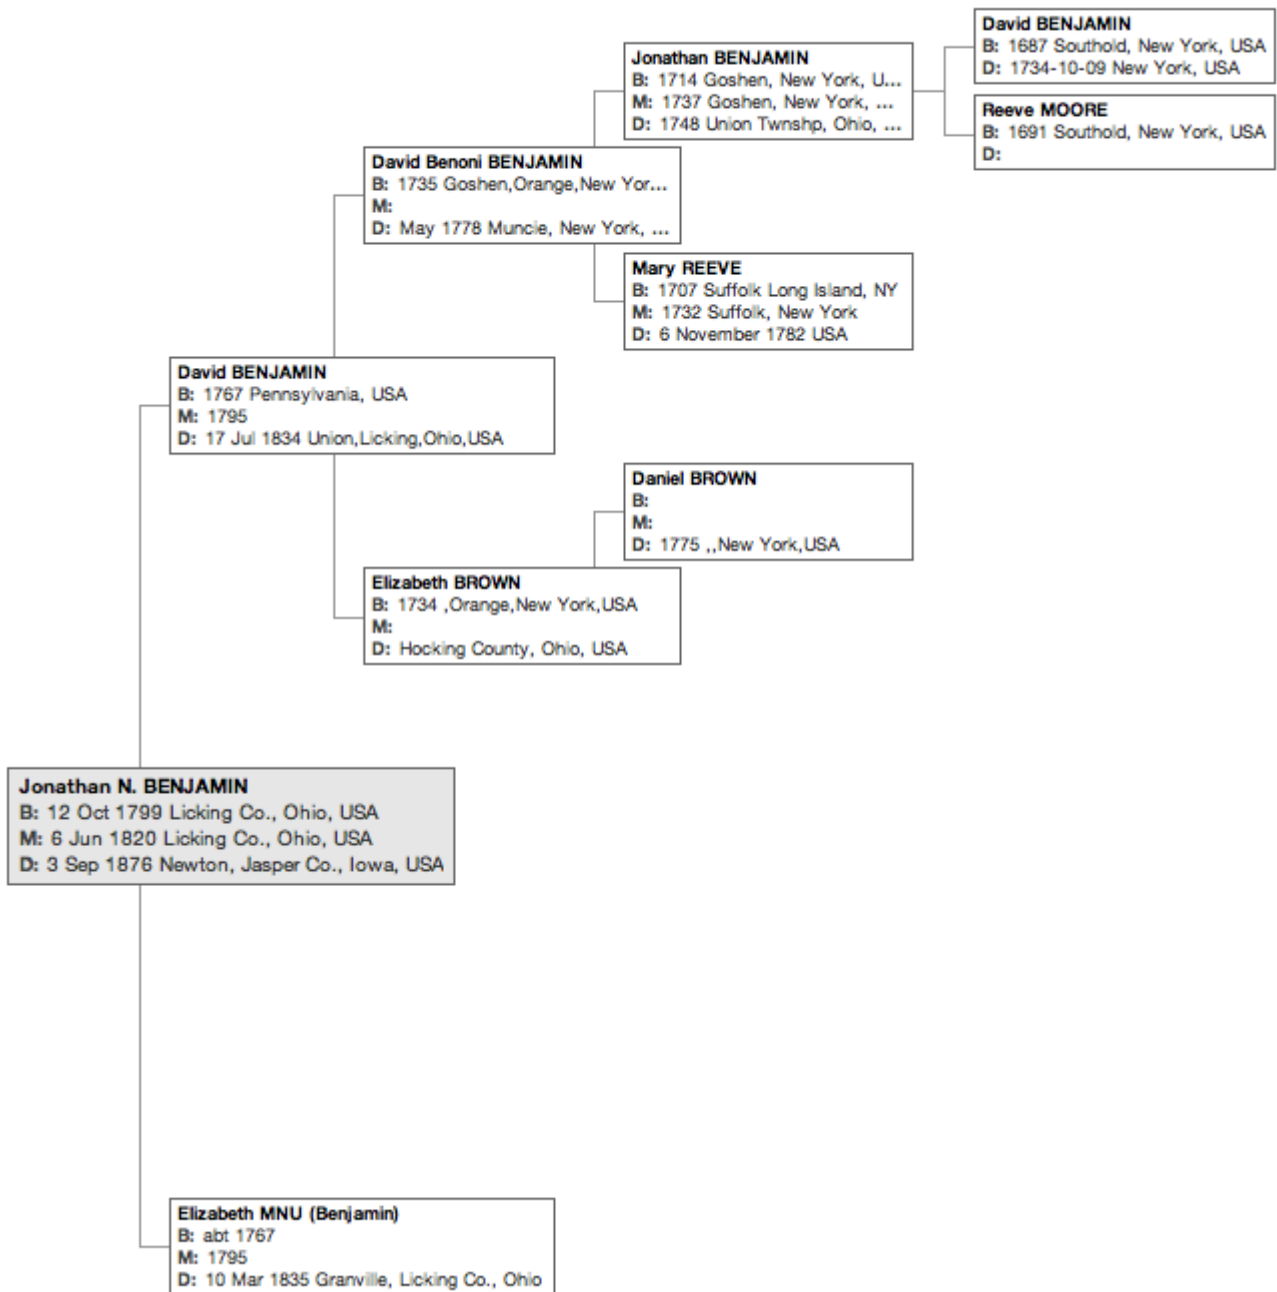 David BENJAMIN
B: 1687 Southold, New York, USA
D: 1734-10-09 New York, USA
Jonathan BENJAMIN
B: 1714 Goshen, New York, U...
M: 1737 Goshen, New York, ...
D: 1748 Union Twnshp, Ohio, ...
Reeve MOORE
B: 1691 Southold, New York, USA
D:
David Benoni BENJAMIN
B: 1735 Goshen,Orange,New Yor...
M:
D: May 1778 Muncie, New York, ...
Mary REEVE
B: 1707 Suffolk Long Island, NY
M: 1732 Suffolk, New York
D: 6 November 1782 USA
David BENJAMIN
B: 1767 Pennsylvania, USA
M: 1795
D: 17 Jul 1834 Union,Licking,Ohio,USA
Daniel BROWN
B:
M:
D: 1775 ,,New York,USA
Elizabeth BROWN
B: 1734 ,Orange,New York,USA
M:
D: Hocking County, Ohio, USA
Jonathan N. BENJAMIN
B: 12 Oct 1799 Licking Co., Ohio, USA
M: 6 Jun 1820 Licking Co., Ohio, USA
D: 3 Sep 1876 Newton, Jasper Co., Iowa, USA
Elizabeth MNU (Benjamin)
B: abt 1767
M: 1795
D: 10 Mar 1835 Granville, Licking Co., Ohio